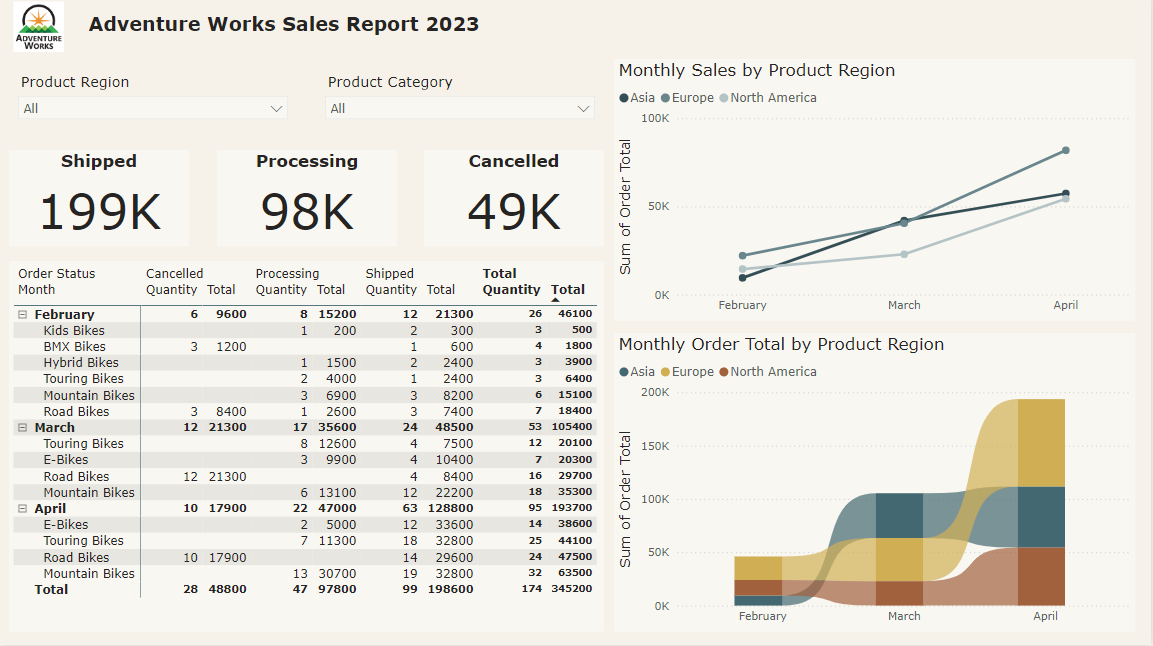 ADVENTURE
WORKS
Adventure Works Sales Report 2023
Product Region
All
Product Category
All
Shipped
199K
Processing
98K
Cancelled
49K
Order Status Cancelled Processing Shipped Total
Month Quantity Total Quantity Total Quantity Total Quantity Total
February 6 9600 8 15200 12 21300 26 46100
Kids Bikes 1 200 2 300 3 500
BMX Bikes 3 1200 1 600 4 1800
Hybrid Bikes 1 1500 2 2400 3 3900
Touring Bikes 2 4000 1 2400 3 6400
Mountain Bikes 3 6900 3 8200 6 15100
Road Bikes 3 8400 1 2600 3 7400 7 18400
March 12 21300 17 35600 24 48500 53 105400
Touring Bikes 8 12600 4 7500 12 20100
E-Bikes 3 9900 4 10400 7 20300
Road Bikes 12 21300 4 8400 16 29700
Mountain Bikes 6 13100 12 22200 18 35300
April 10 17900 22 47000 63 128800 95 193700
E-Bikes 2 5000 12 33600 14 38600
Touring Bikes 7 11300 18 32800 25 44100
Road Bikes 10 17900 14 29600 24 47500
Mountain Bikes 13 30700 19 32800 32 63500
Total 28 48800 47 97800 99 198600 174 345200
Monthly Sales by Product Region
Asia Europe North America
Sum of Order Total
100K
50K
0K
February March April
Monthly Order Total by Product Region
Asia Europe North America
Sum of Order Total
200K
150K
100K
50K
0K
February March April